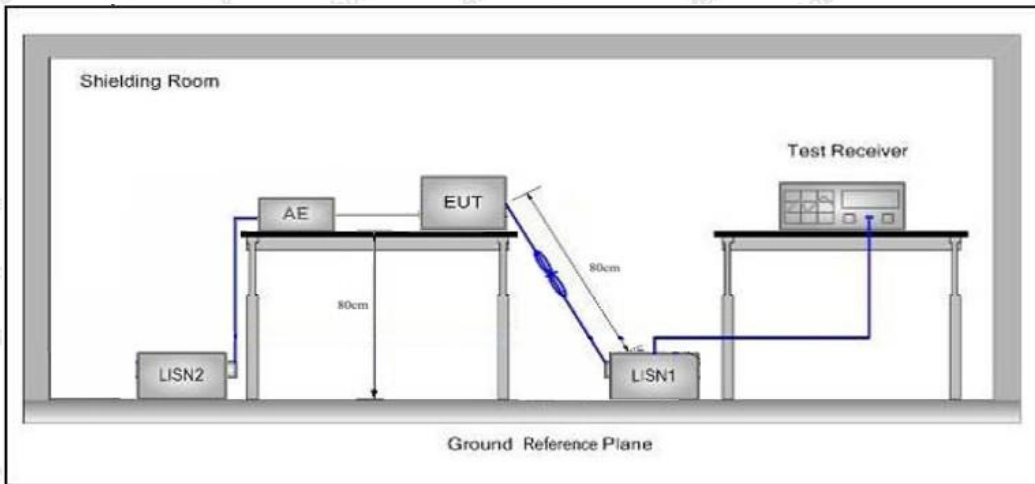 Shielding Room
Test Receiver
AE
EUT
80cm
80cm
LISN2
LISN1
Ground Reference Plane